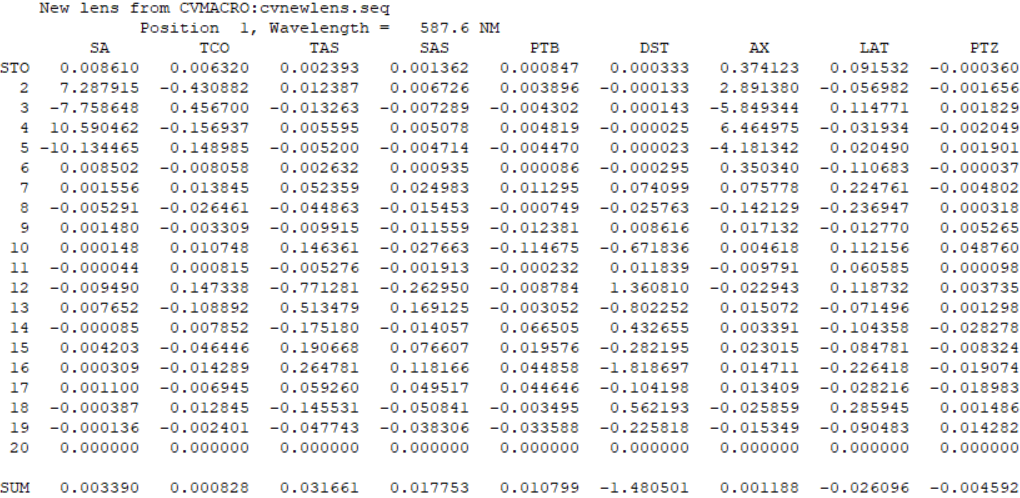 New lens from CVMACRO:cvnewlens.seq
Position 1, Wavelength = 587.6 NM
SA TCO TAS SAS PTB DST AX LAT PTZ
STO 0.008610 0.006320 0.002393 0.001362 0.000847 0.000333 0.374123 0.091532 -0.000360
2 7.287915 -0.430882 0.012387 0.006726 0.003896 -0.000133 2.891380 -0.056982 -0.001656
3 -7.758648 0.456700 -0.013263 -0.007289 -0.004302 0.000143 -5.849344 0.114771 0.001829
4 10.590462 -0.156937 0.005595 0.005078 0.004819 -0.000025 6.464975 -0.031934 -0.002049
5 -10.134465 0.148985 -0.005200 -0.004714 -0.004470 0.000023 -4.181342 0.020490 0.001901
6 0.008502 -0.008058 0.002632 0.000935 0.000086 -0.000295 0.350340 -0.110683 -0.000037
7 0.001556 0.013845 0.052359 0.024983 0.011295 0.074099 0.075778 0.224761 -0.004802
8 -0.005291 -0.026461 -0.044863 -0.015453 -0.000749 -0.025763 -0.142129 -0.236947 0.000318
9 0.001480 -0.003309 -0.009915 -0.011559 -0.012381 0.008616 0.017132 -0.012770 0.005265
10 0.000148 0.010748 0.146361 -0.027663 -0.114675 -0.671836 0.004618 0.112156 0.048760
11 -0.000044 0.000815 -0.005276 -0.001913 -0.000232 0.011839 -0.009791 0.060585 0.000098
12 -0.009490 0.147338 -0.771281 -0.262950 -0.008784 1.360810 -0.022943 0.118732 0.003735
13 0.007652 -0.108892 0.513479 0.169125 -0.003052 -0.802252 0.015072 -0.071496 0.001298
14 -0.000085 0.007852 -0.175180 -0.014057 0.066505 0.432655 0.003391 -0.104358 -0.028278
15 0.004203 -0.046446 0.190668 0.076607 0.019576 -0.282195 0.023015 -0.084781 -0.008324
16 0.000309 -0.014289 0.264781 0.118166 0.044858 -1.818697 0.014711 -0.226418 -0.019074
17 0.001100 -0.006945 0.059260 0.049517 0.044646 -0.104198 0.013409 -0.028216 -0.018983
18 -0.000387 0.012845 -0.145531 -0.050841 -0.003495 0.562193 -0.025859 0.285945 0.001486
19 -0.000136 -0.002401 -0.047743 -0.038306 -0.033588 -0.225818 -0.015349 -0.090483 0.014282
20 0.000000 0.000000 0.000000 0.000000 0.000000 0.000000 0.000000 0.000000 0.000000
SUM 0.003390 0.000828 0.031661 0.017753 0.010799 -1.480501 0.001188 -0.026096 -0.004592